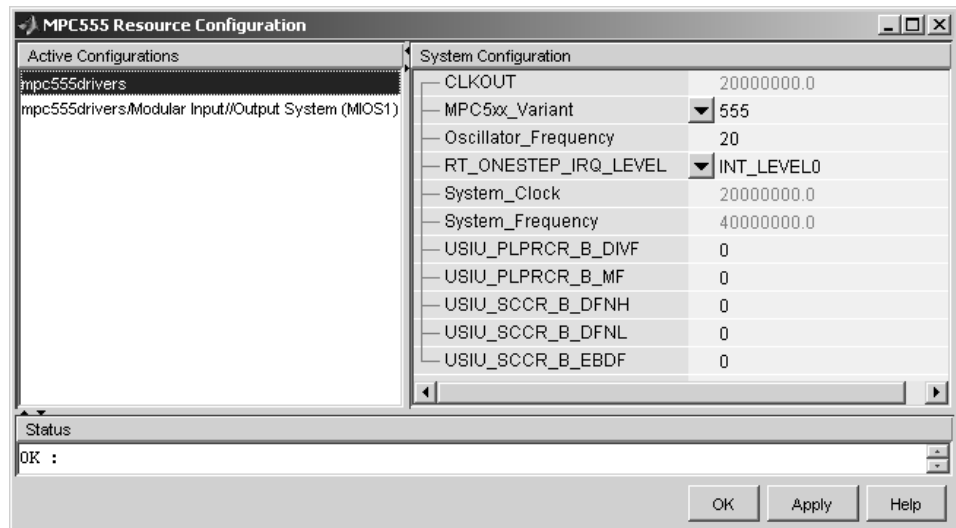 MPC555 Resource Configuration
Active Configurations
mpc555drivers
mpc555drivers/Modular Input//Output System (MIOS1)
System Configuration
CLKOUT 20000000.0
MPC5xx_Variant 555
Oscillator_Frequency 20
RT_ONESTEP_IRQ_LEVEL INT_LEVEL0
System_Clock 20000000.0
System_Frequency 40000000.0
USIU_PLPRCR_B_DIVF 0
USIU_PLPRCR_B_MF 0
USIU_SCCR_B_DFNH 0
USIU_SCCR_B_DFNL 0
USIU_SCCR_B_EBDF 0
Status
OK :
OK Apply Help